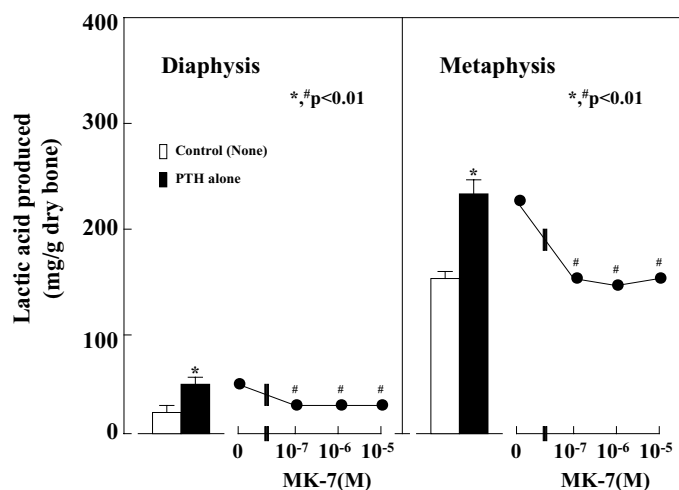 Lactic acid produced
(mg/g dry bone)
400
300
200
100
0
Diaphysis
*,#p<0.01
Control (None)
PTH alone
*
# # #
0 10⁻⁷ 10⁻⁶ 10⁻⁵
MK-7(M)
Metaphysis
*,#p<0.01
*
# # #
0 10⁻⁷ 10⁻⁶ 10⁻⁵
MK-7(M)